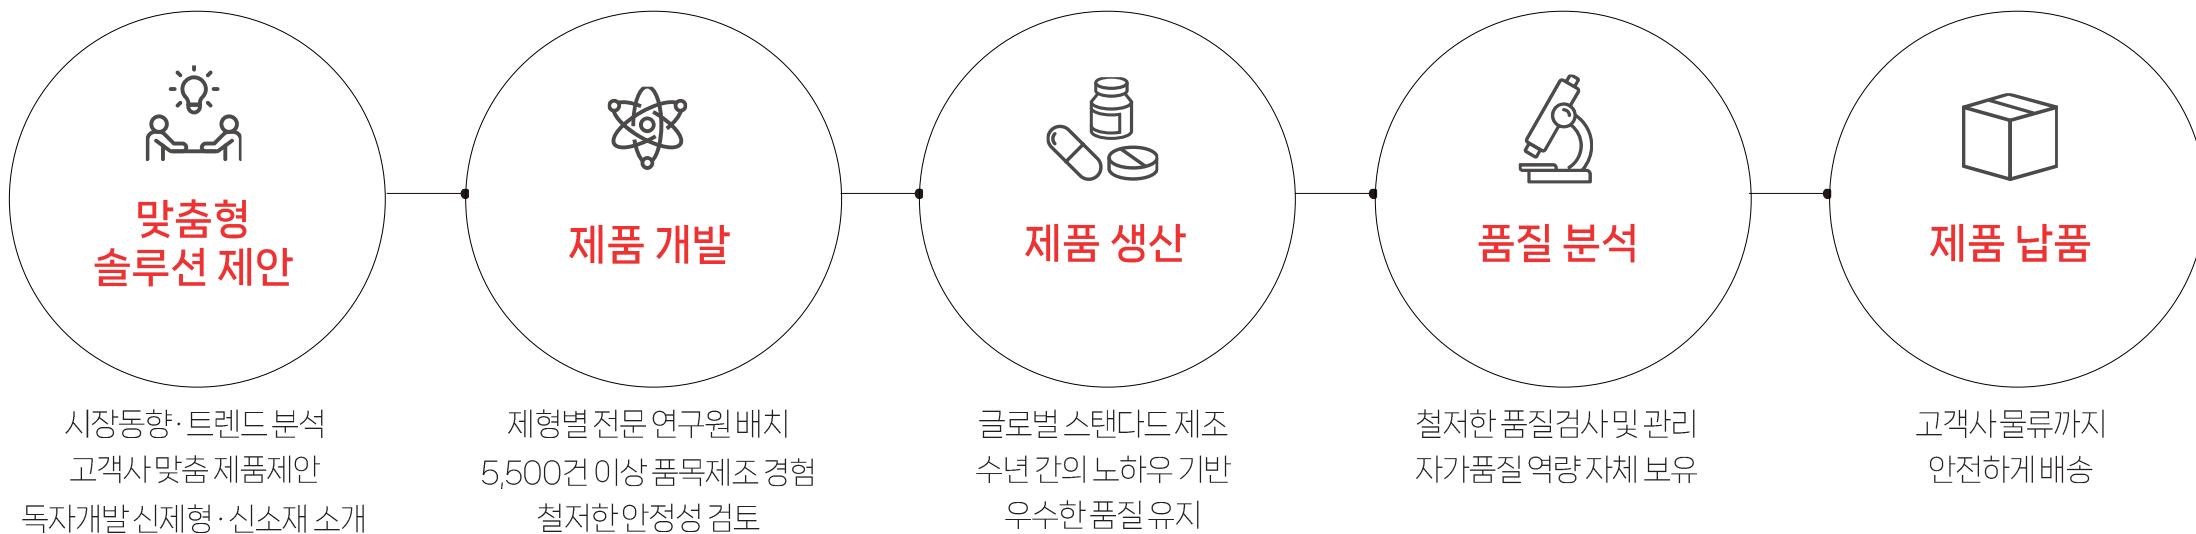 맞춤형
솔루션 제안
시장동향·트렌드 분석
고객사 맞춤 제품제안
독자개발 신제형·신소재 소개
제품 개발
제형별 전문 연구원 배치
5,500건 이상 품목제조 경험
철저한 안정성 검토
제품 생산
글로벌 스탠다드 제조
수년 간의 노하우 기반
우수한 품질 유지
품질 분석
철저한 품질검사 및 관리
자가품질 역량 자체 보유
제품 납품
고객사 물류까지
안전하게 배송